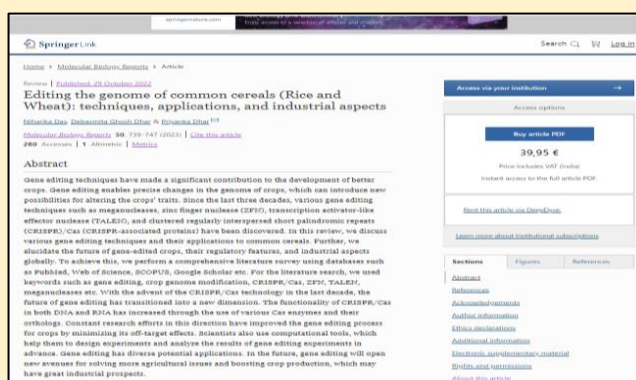 springernature.com
Springer Link
Search
Log in
Home > Molecular Biology Reports > Article
Review | Published: 29 October 2022
Editing the genome of common cereals (Rice and
Wheat): techniques, applications, and industrial aspects
Niharika Das, Debasmita Ghosh Dhar & Priyanka Dhar
Molecular Biology Reports 50, 739–747 (2023) | Cite this article
280 Accesses | 1 Altmetric | Metrics
Abstract
Gene editing techniques have made a significant contribution to the development of better
crops. Gene editing enables precise changes in the genome of crops, which can introduce new
possibilities for altering the crops' traits. Since the last three decades, various gene editing
techniques such as meganucleases, zinc finger nuclease (ZFN), transcription activator-like
effector nuclease (TALEN), and clustered regularly interspersed short palindromic repeats
(CRISPR)/Cas (CRISPR-associated proteins) have been discovered. In this review, we discuss
various gene editing techniques and their applications to common cereals. Further, we
elucidate the future of gene-edited crops, their regulatory features, and industrial aspects
globally. To achieve this, we perform a comprehensive literature survey using databases such
as PubMed, Web of Science, SCOPUS, Google Scholar etc. For the literature search, we used
keywords such as gene editing, crop genome modification, CRISPR/Cas, ZFN, TALEN,
meganucleases etc. With the advent of the CRISPR/Cas technology in the last decade, the
future of gene editing has transitioned into a new dimension. The functionality of CRISPR/Cas
in both DNA and RNA has increased through the use of various Cas enzymes and their
orthologs. Constant research efforts in this direction have improved the gene editing process
for crops by minimizing its off-target effects. Scientists also use computational tools, which
help them to design experiments and analyze the results of gene editing experiments in
advance. Gene editing has diverse potential applications. In the future, gene editing will open
new avenues for solving more agricultural issues and boosting crop production, which may
have great industrial prospects.
Access via your institution →
Access options
Buy article PDF
39,95 €
Price includes VAT (India)
Instant access to the full article PDF.
Rent this article via DeepDyve.
Learn more about Institutional subscriptions
Sections
Figures
References
Abstract
References
Acknowledgements
Author information
Ethics declarations
Additional information
Electronic supplementary material
Rights and permissions
About this article